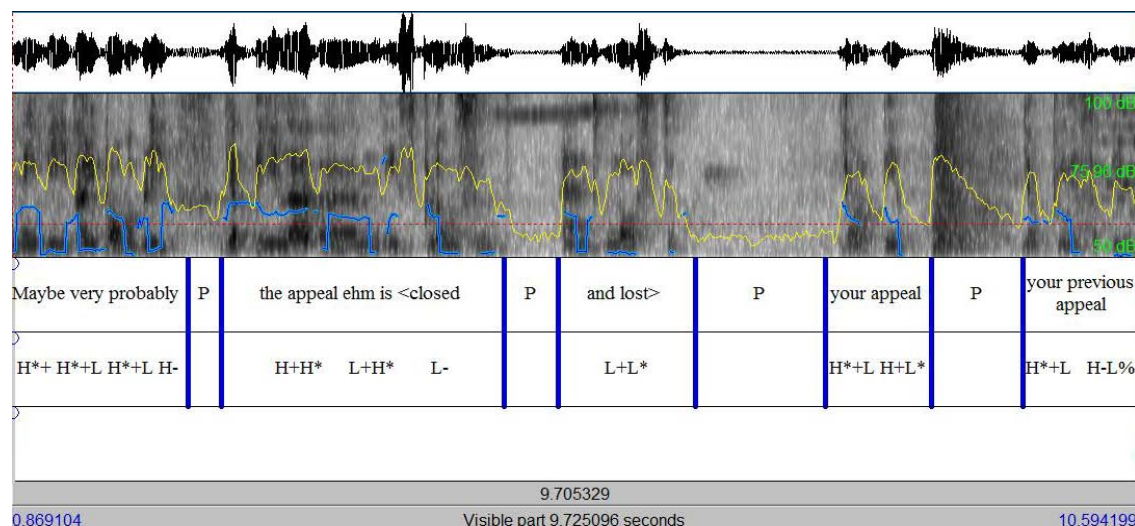 100 dB
75.96 dB
50 dB
Maybe very probably P the appeal ehm is <closed P and lost> P your appeal P your previous appeal
H*+ H*+L H*+L H- H+H* L+H* L- L+L* H*+L H+L* H*+L H-L%
9.705329
0.869104 Visible part 9.725096 seconds 10.594199